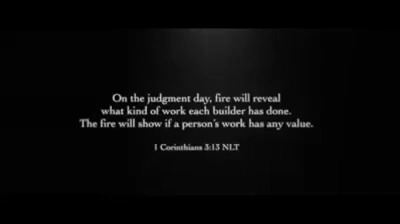 On the judgment day, fire will reveal
what kind of work each builder has done.
The fire will show if a person's work has any value.
1 Corinthians 3:13 NLT